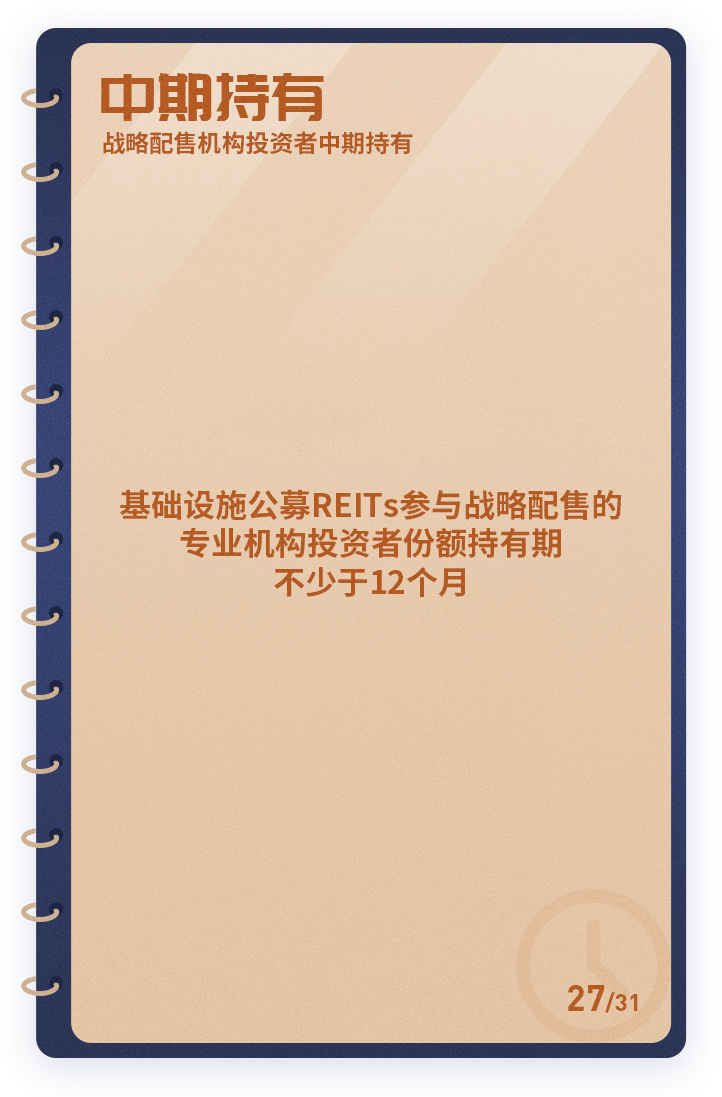 中期持有
战略配售机构投资者中期持有
基础设施公募REITs参与战略配售的
专业机构投资者份额持有期
不少于12个月
27/31